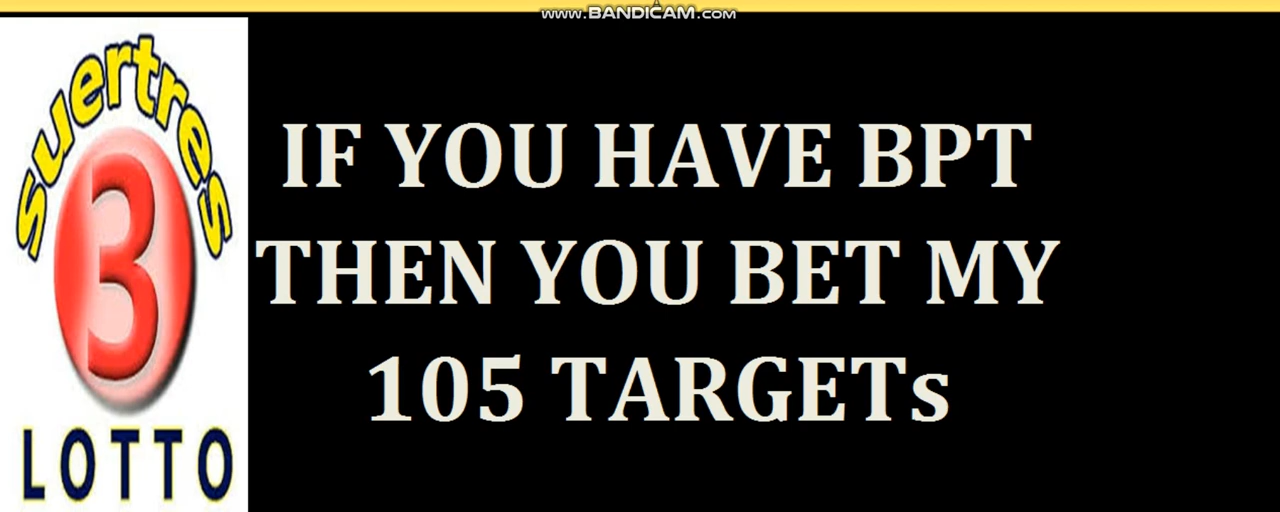 www.BANDICAM.com
suertres
3
LOTTO
IF YOU HAVE BPT
THEN YOU BET MY
105 TARGETs